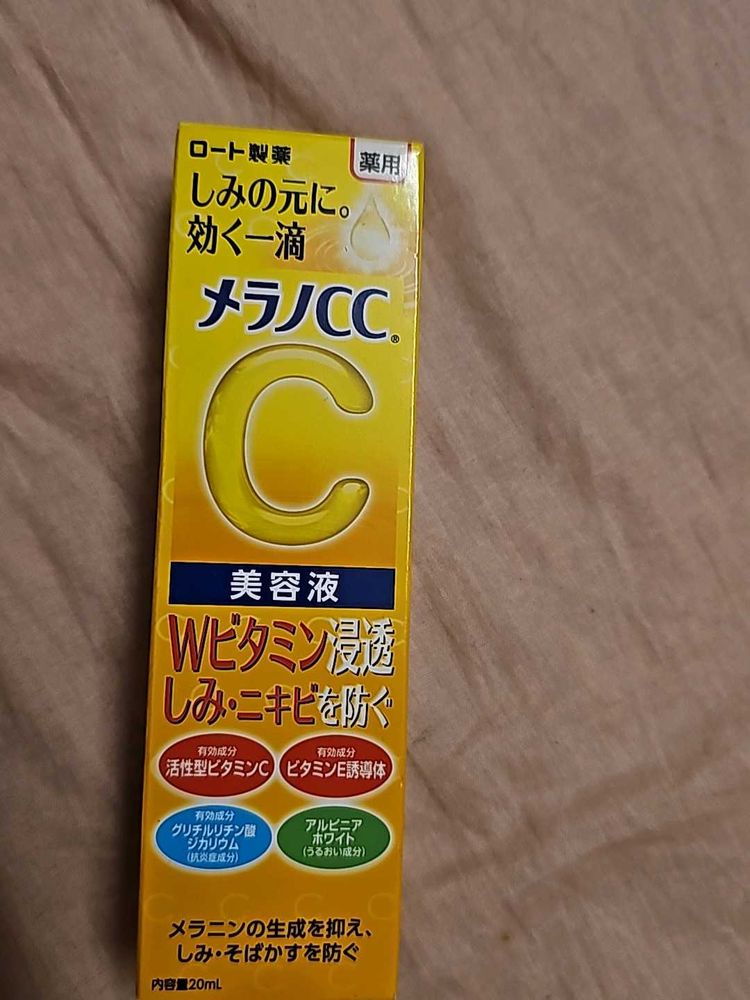 ロート製薬
薬用
しみの元に。
効く一滴
メラノCC®
C
美容液
Wビタミン浸透
しみ・ニキビを防ぐ
有効成分
活性型ビタミンC
有効成分
ビタミンE誘導体
有効成分
グリチルリチン酸
ジカリウム
(抗炎症成分)
アルピニア
ホワイト
(うるおい成分)
メラニンの生成を抑え、
しみ・そばかすを防ぐ
内容量20mL